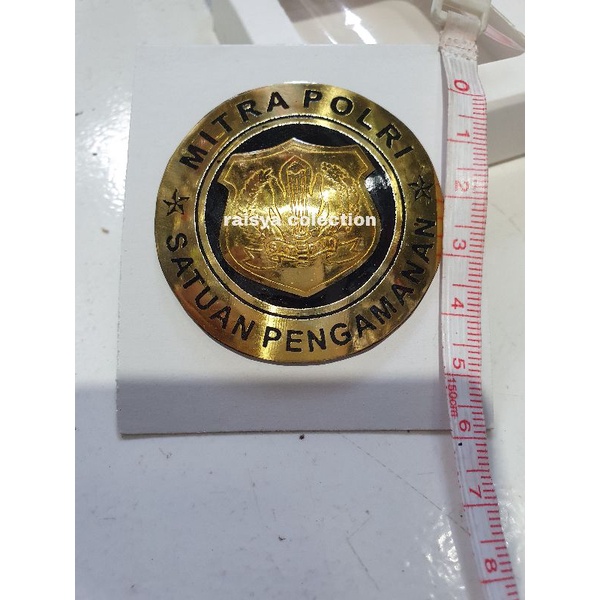 MITRA POLRI
SATUAN PENGAMANAN
raisya colection
0
1
2
3
4
5
150cm
6
7
8